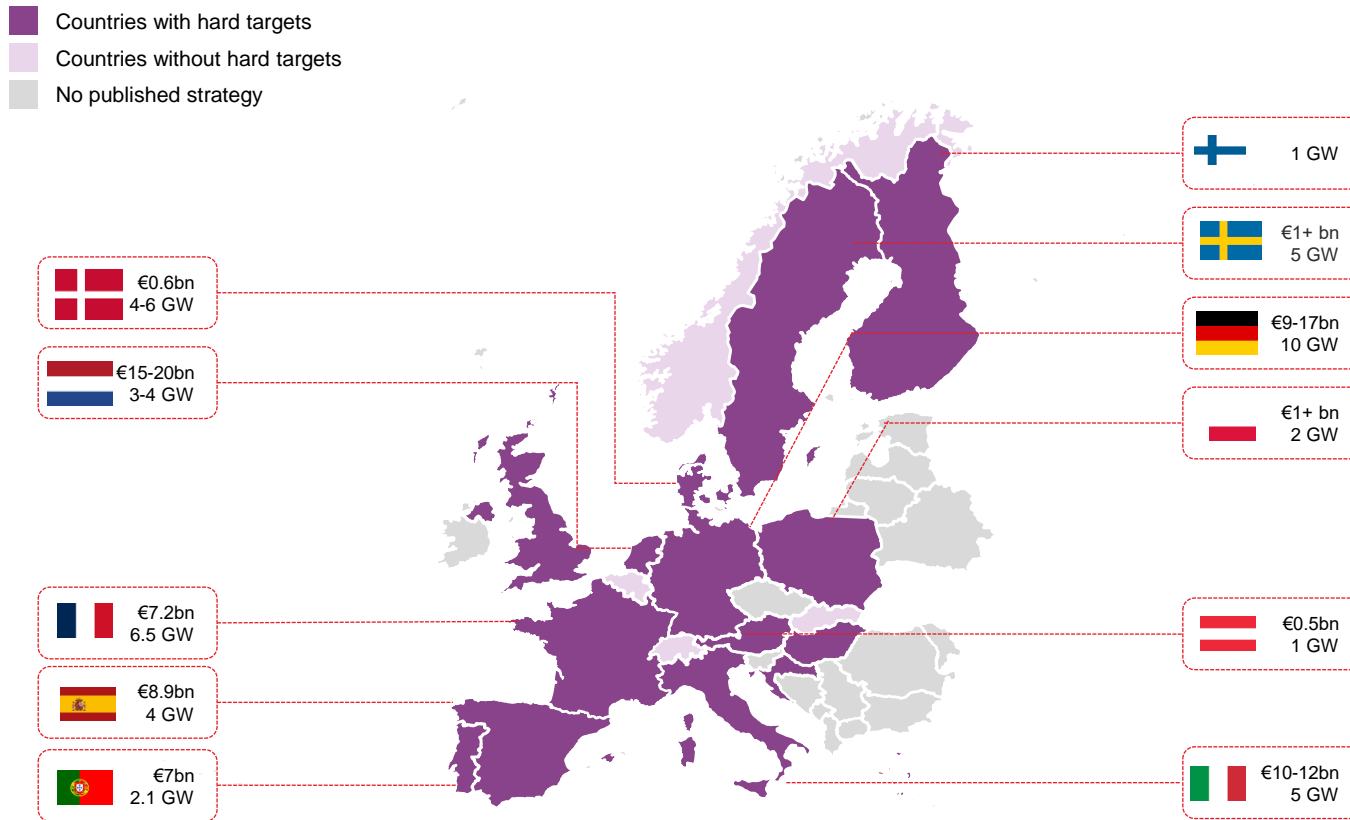 Countries with hard targets
Countries without hard targets
No published strategy
€0.6bn
4-6 GW
€15-20bn
3-4 GW
€7.2bn
6.5 GW
€8.9bn
4 GW
€7bn
2.1 GW
1 GW
€1+ bn
5 GW
€9-17bn
10 GW
€1+ bn
2 GW
€0.5bn
1 GW
€10-12bn
5 GW